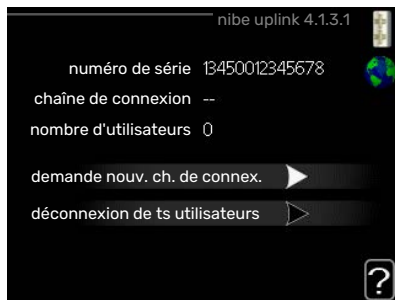 nibe uplink 4.1.3.1
numéro de série 13450012345678
chaîne de connexion --
nombre d'utilisateurs 0
demande nouv. ch. de connex.
déconnexion de ts utilisateurs
?